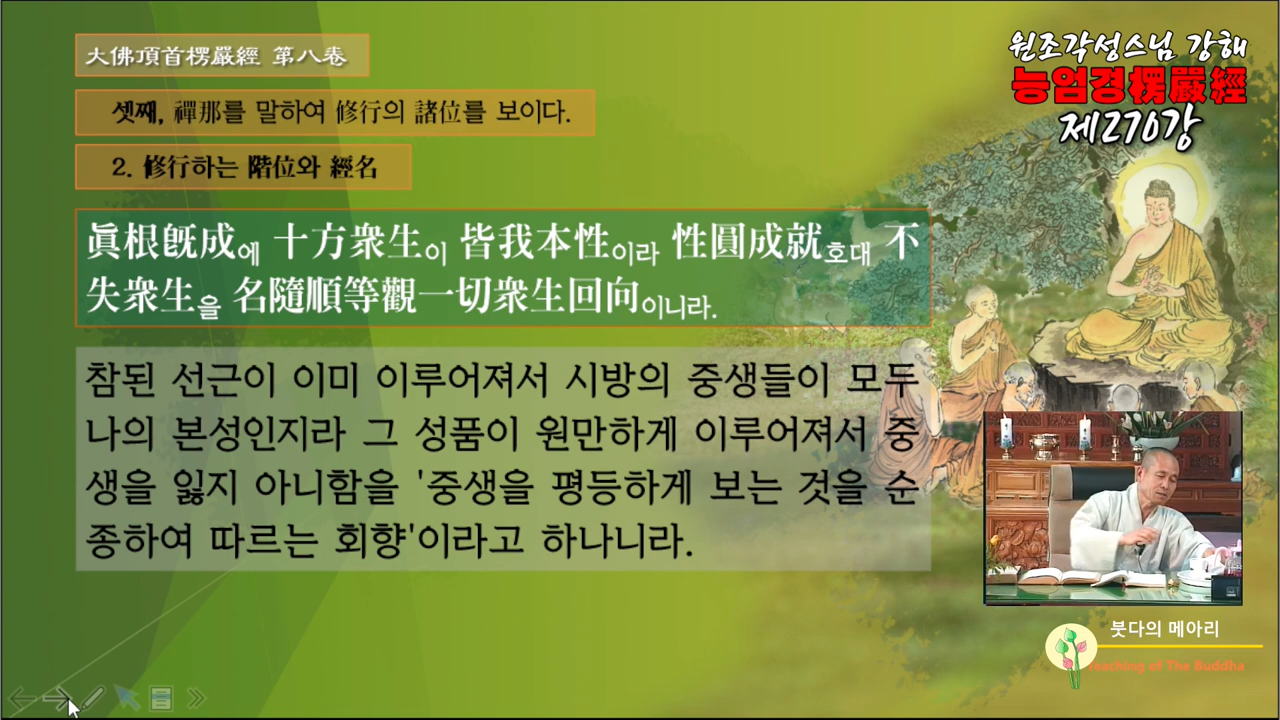 大佛頂首楞嚴經 第八卷
셋째, 禪那를 말하여 修行의 諸位를 보이다.
2. 修行하는 階位와 經名
眞根旣成에 十方衆生이 皆我本性이라 性圓成就호대 不
失衆生을 名隨順等觀一切衆生回向이니라.
참된 선근이 이미 이루어져서 시방의 중생들이 모두
나의 본성인지라 그 성품이 원만하게 이루어져서 중
생을 잃지 아니함을 '중생을 평등하게 보는 것을 순
종하여 따르는 회향'이라고 하나니라.
원조각성스님 강해
능엄경楞嚴經
제270강
붓다의 메아리
Teaching of The Buddha